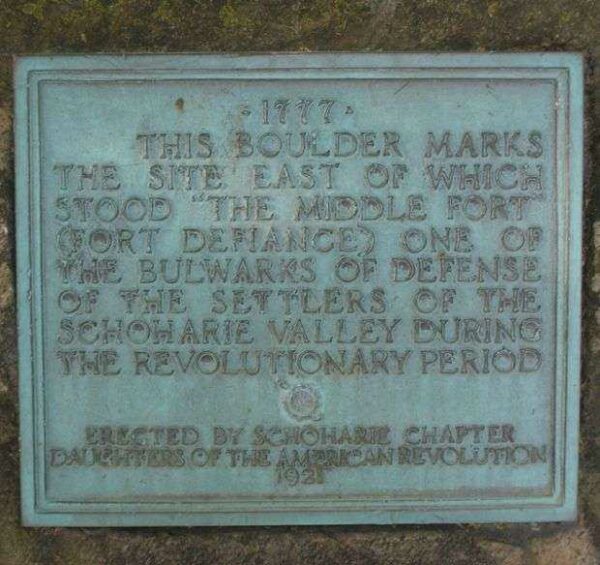 - 1777 -
THIS BOULDER MARKS
THE SITE EAST OF WHICH
STOOD "THE MIDDLE FORT"
(FORT DEFIANCE) ONE OF
THE BULWARKS OF DEFENSE
OF THE SETTLERS OF THE
SCHOHARIE VALLEY DURING
THE REVOLUTIONARY PERIOD
ERECTED BY SCHOHARIE CHAPTER
DAUGHTERS OF THE AMERICAN REVOLUTION
1921